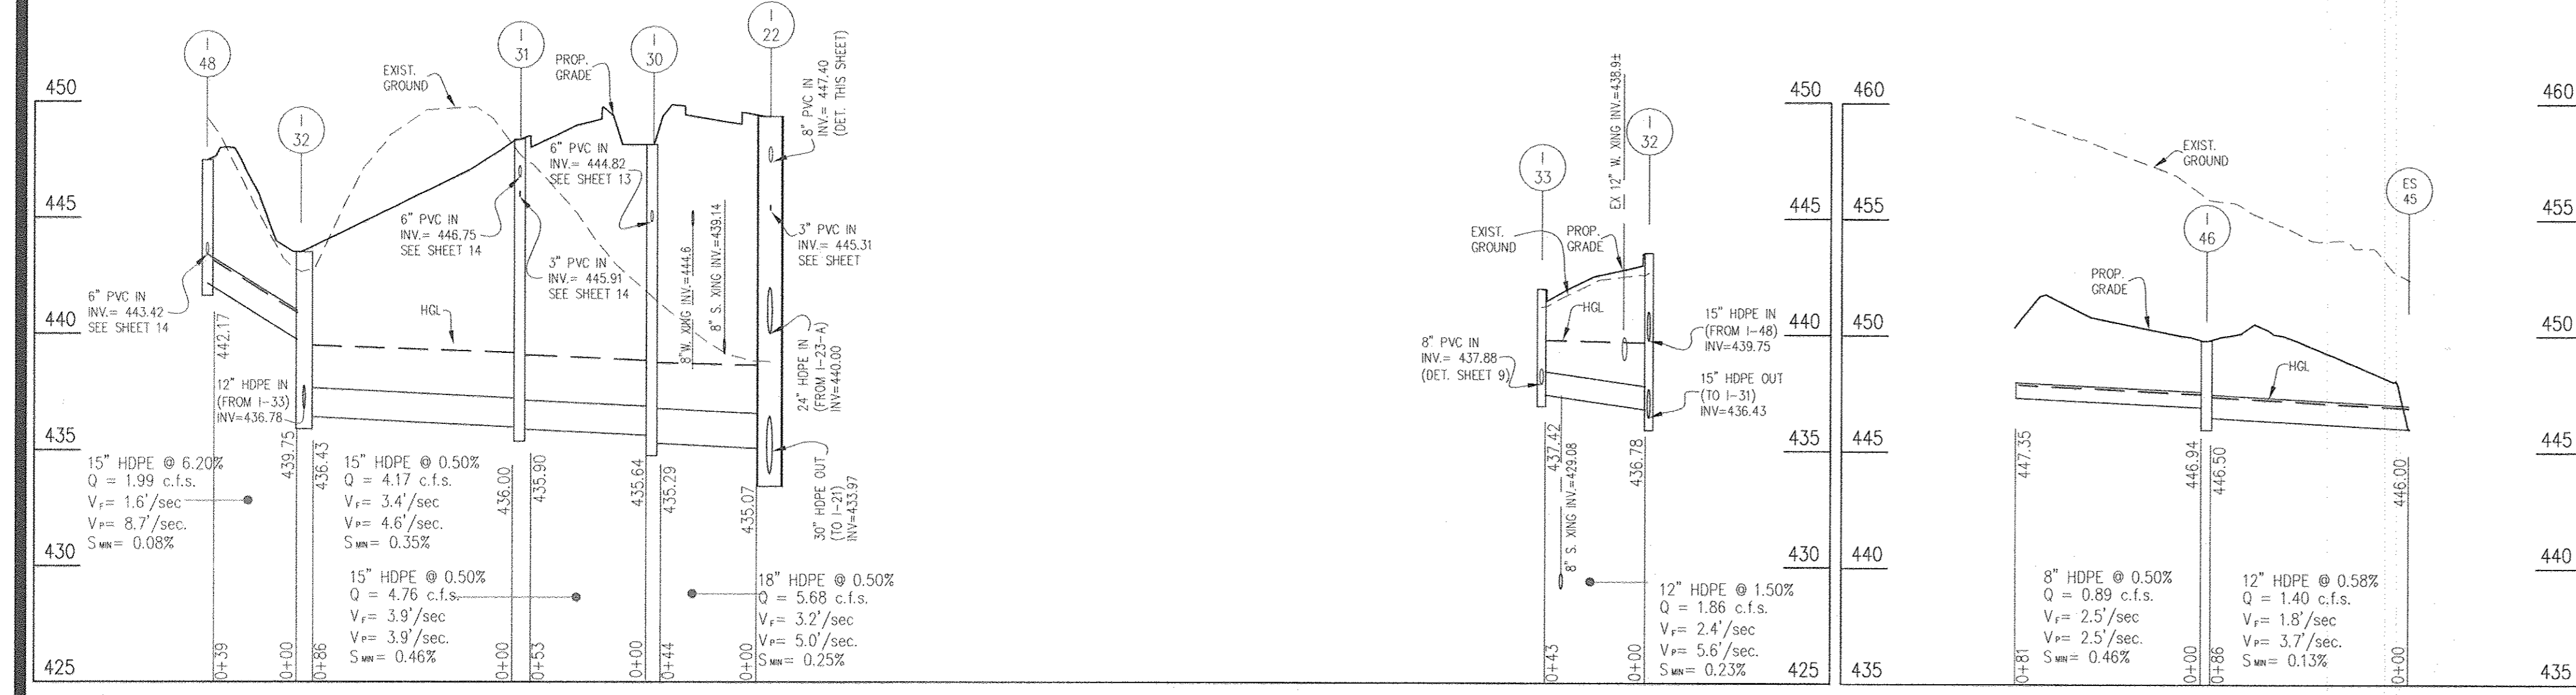 I
48
I
32
I
31
I
30
I
22
EXIST.
GROUND
PROP.
GRADE
8" PVC IN
INV.= 447.40
(DET. THIS SHEET)
450
445
440
435
430
425
6" PVC IN
INV.= 443.42
SEE SHEET 14
6" PVC IN
INV.= 446.75
SEE SHEET 14
3" PVC IN
INV.= 445.91
SEE SHEET 14
6" PVC IN
INV.= 444.82
SEE SHEET 13
8"W. XING INV.=444.6
8" S. XING INV.=439.14
3" PVC IN
INV.= 445.31
SEE SHEET
24" HDPE IN
(FROM I-23-A)
INV=440.00
30" HDPE OUT
(TO I-21)
INV=433.97
HGL
12" HDPE IN
(FROM I-33)
INV=436.78
442.17
439.75
436.43
436.00
435.90
435.64
435.29
435.07
15" HDPE @ 6.20%
Q = 1.99 c.f.s.
VF= 1.6'/sec
VP= 8.7'/sec.
S MIN= 0.08%
15" HDPE @ 0.50%
Q = 4.17 c.f.s.
VF= 3.4'/sec
VP= 4.6'/sec.
S MIN= 0.35%
15" HDPE @ 0.50%
Q = 4.76 c.f.s.
VF= 3.9'/sec
VP= 3.9'/sec.
S MIN= 0.46%
18" HDPE @ 0.50%
Q = 5.68 c.f.s.
VF= 3.2'/sec
VP= 5.0'/sec.
S MIN= 0.25%
0+39
0+00
0+86
0+00
0+53
0+00
0+44
0+00
I
33
I
32
EX 12" W. XING INV.=438.9±
EXIST.
GROUND
PROP.
GRADE
HGL
8" PVC IN
INV.= 437.88
(DET. SHEET 9)
15" HDPE IN
(FROM I-48)
INV=439.75
15" HDPE OUT
(TO I-31)
INV=436.43
437.42
8" S. XING INV.=429.08
436.78
12" HDPE @ 1.50%
Q = 1.86 c.f.s.
VF= 2.4'/sec
VP= 5.6'/sec.
S MIN= 0.23%
0+43
0+00
450
445
440
435
430
425
460
455
450
445
440
435
EXIST.
GROUND
I
46
ES
45
PROP.
GRADE
HGL
447.35
446.94
446.50
446.00
8" HDPE @ 0.50%
Q = 0.89 c.f.s.
VF= 2.5'/sec
VP= 2.5'/sec.
S MIN= 0.46%
12" HDPE @ 0.58%
Q = 1.40 c.f.s.
VF= 1.8'/sec
VP= 3.7'/sec.
S MIN= 0.13%
0+81
0+00
0+86
0+00
460
455
450
445
440
435